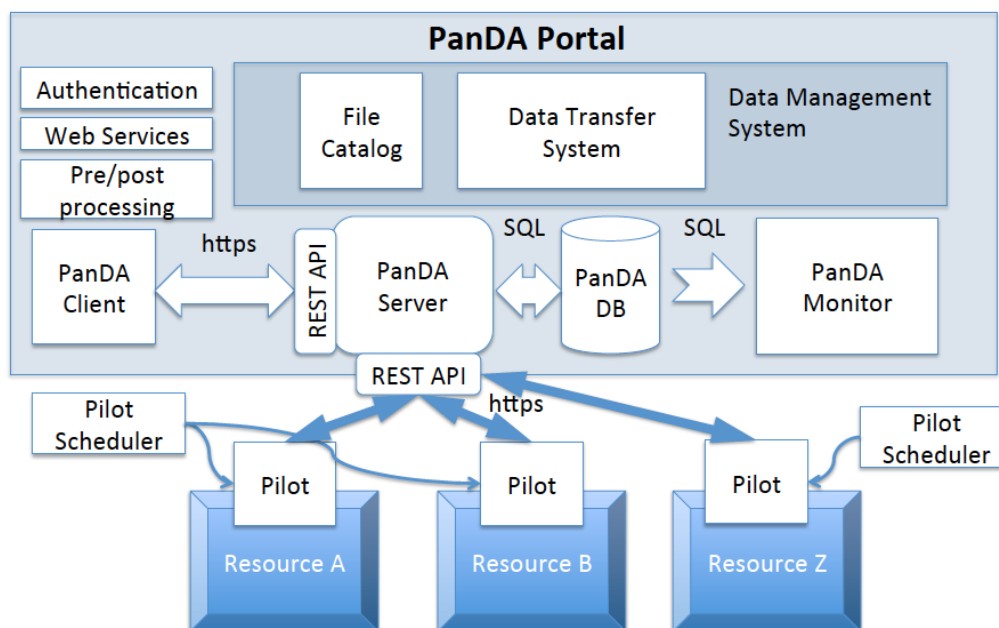 PanDA Portal
Authentication
Web Services
Pre/post
processing
File
Catalog
Data Transfer
System
Data Management
System
PanDA
Client
https
REST API
PanDA
Server
SQL
PanDA
DB
SQL
PanDA
Monitor
REST API
https
Pilot
Scheduler
Pilot
Scheduler
Pilot
Pilot
Pilot
Resource A
Resource B
Resource Z